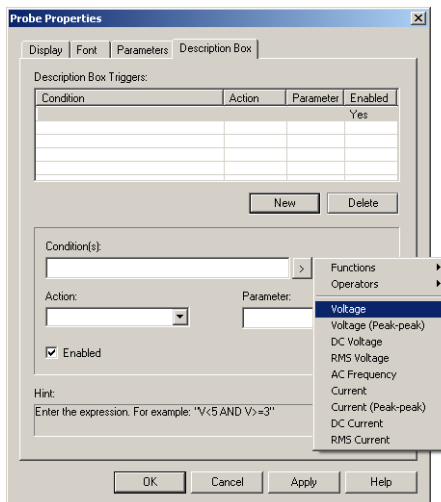 Probe Properties
Display Font Parameters Description Box
Description Box Triggers:
Condition Action Parameter Enabled
Yes
New Delete
Condition(s):
>
Functions
Operators
Action: Parameter:
Voltage
Voltage (Peak-peak)
DC Voltage
RMS Voltage
Enabled
AC Frequency
Current
Hint:
Current (Peak-peak)
Enter the expression. For example: "V<5 AND V>=3"
DC Current
RMS Current
OK Cancel Apply Help